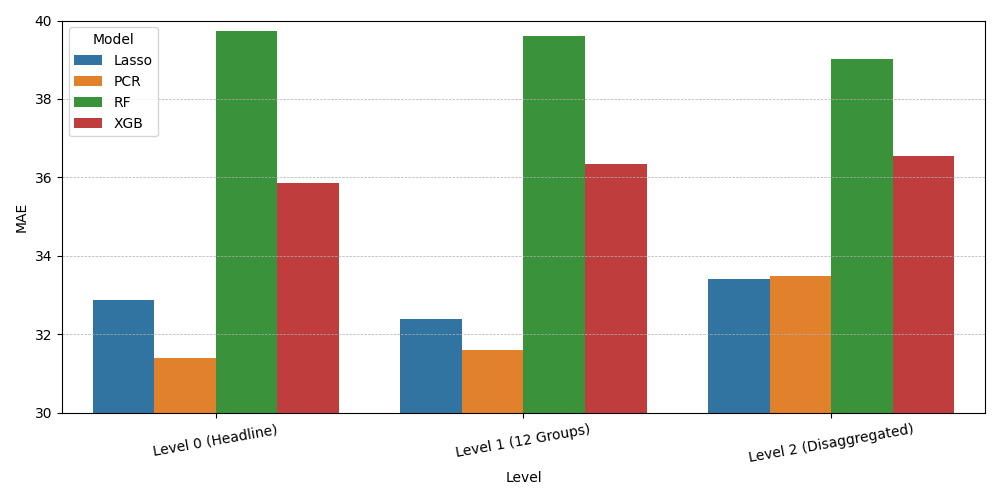 Model
Lasso
PCR
RF
XGB
40
38
36
34
32
30
MAE
Level 0 (Headline)
Level 1 (12 Groups)
Level 2 (Disaggregated)
Level